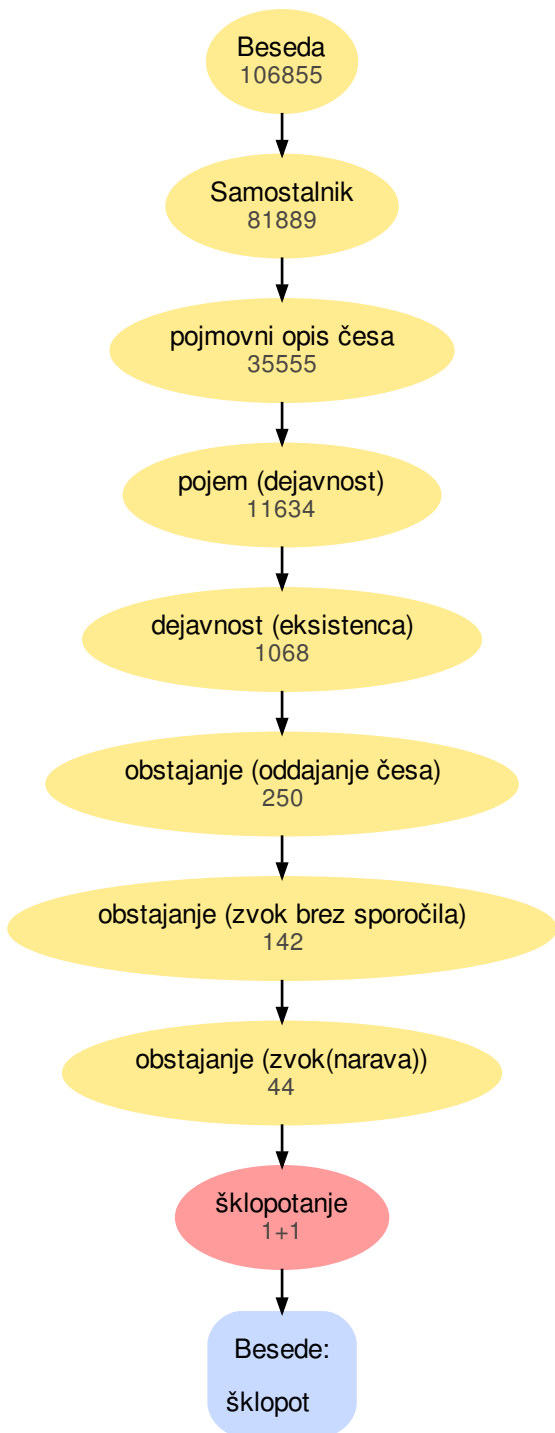 Beseda
106855
Samostalnik
81889
pojmovni opis česa
35555
pojem (dejavnost)
11634
dejavnost (eksistenca)
1068
obstajanje (oddajanje česa)
250
obstajanje (zvok brez sporočila)
142
obstajanje (zvok(narava))
44
šklopotanje
1+1
Besede:
šklopot